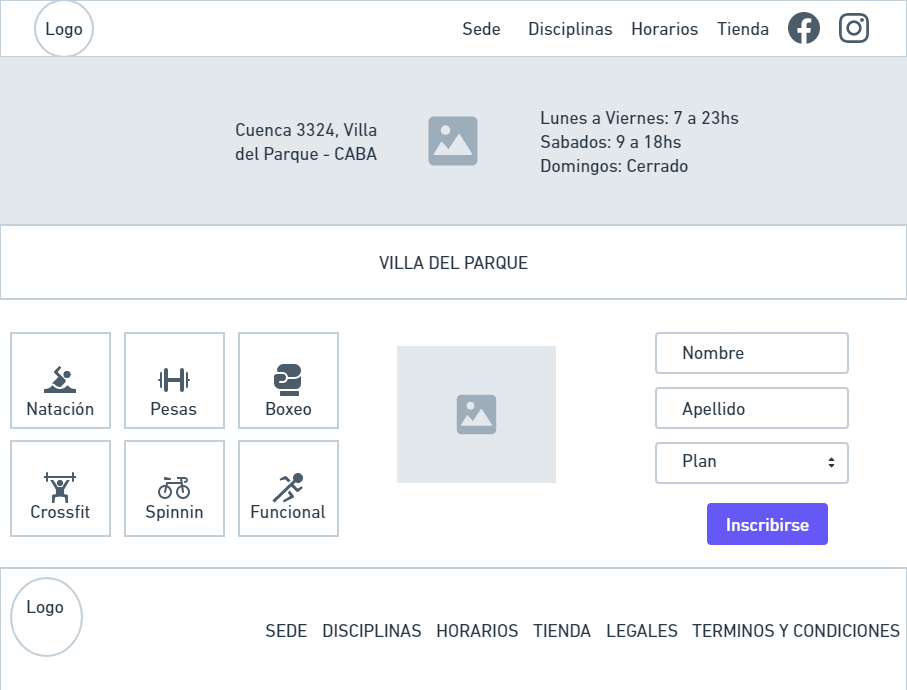 Logo
Sede
Disciplinas
Horarios
Tienda
Cuenca 3324, Villa
del Parque - CABA
Lunes a Viernes: 7 a 23hs
Sabados: 9 a 18hs
Domingos: Cerrado
VILLA DEL PARQUE
Natación
Pesas
Boxeo
Crossfit
Spinnin
Funcional
Nombre
Apellido
Plan
Inscribirse
Logo
SEDE
DISCIPLINAS
HORARIOS
TIENDA
LEGALES
TERMINOS Y CONDICIONES